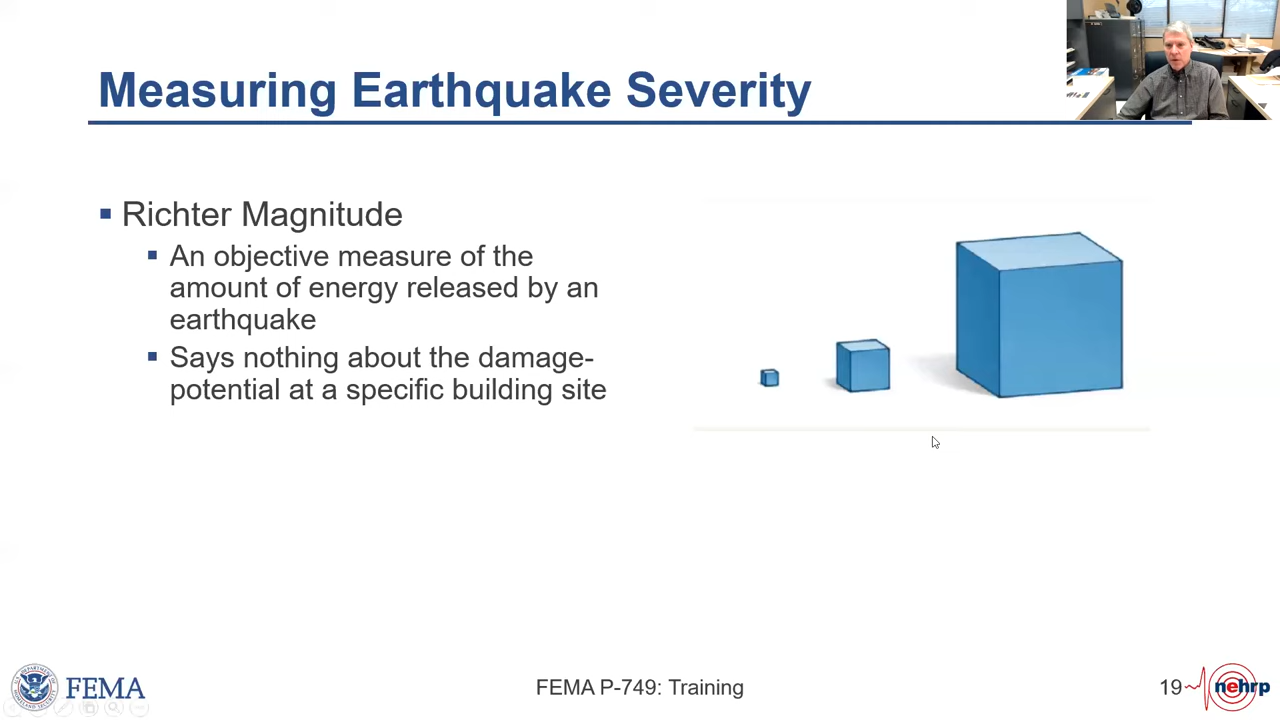 Measuring Earthquake Severity
Richter Magnitude
An objective measure of the
amount of energy released by an
earthquake
Says nothing about the damage-
potential at a specific building site
FEMA
FEMA P-749: Training
19
nehrp